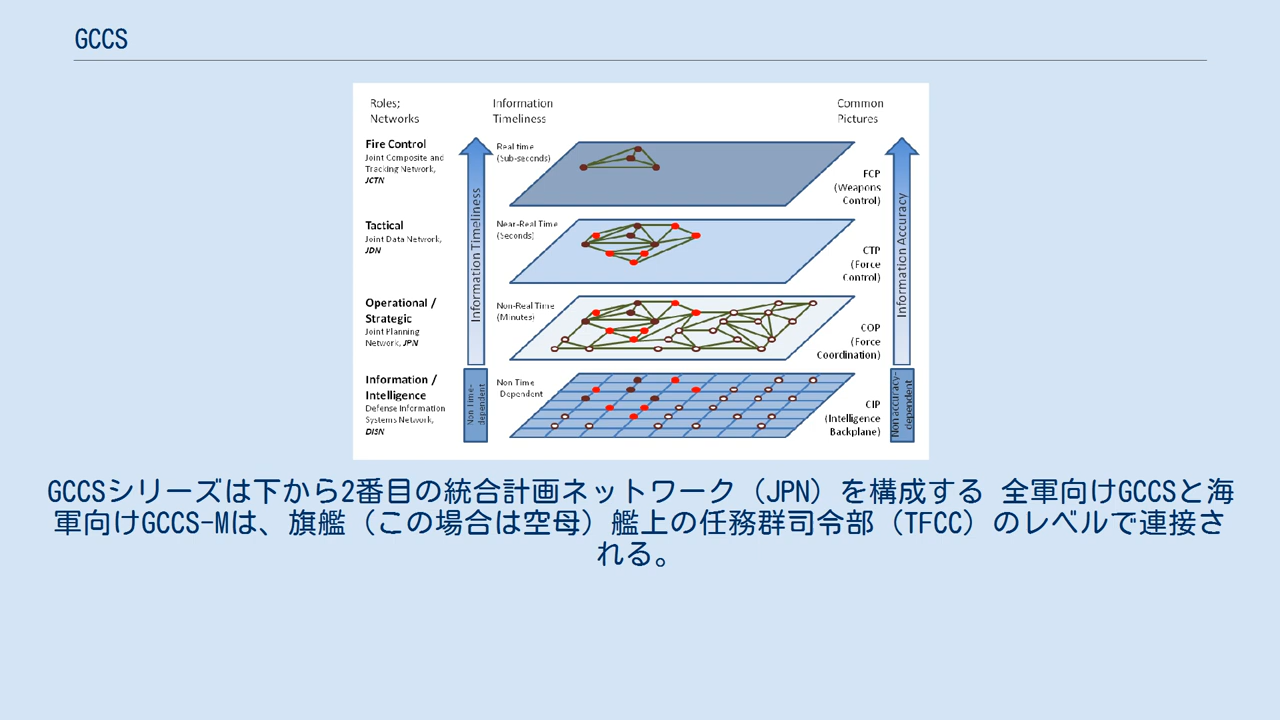 GCCS
Roles;
Networks
Information
Timeliness
Common
Pictures
Fire Control
Joint Composite and
Tracking Network,
JCTN
Real time
(Sub-seconds)
FCP
(Weapons
Control)
Tactical
Joint Data Network,
JDN
Near-Real Time
(Seconds)
CTP
(Force
Control)
Information Timeliness
Information Accuracy
Operational /
Strategic
Joint Planning
Network, JPN
Non-Real Time
(Minutes)
COP
(Force
Coordination)
Information /
Intelligence
Defense Information
Systems Network,
DISN
Non Time-
dependent
Non Time
Dependent
CIP
(Intelligence
Backplane)
Non accuracy-
dependent
GCCSシリーズは下から2番目の統合計画ネットワーク（JPN）を構成する 全軍向けGCCSと海
軍向けGCCS-Mは、旗艦（この場合は空母）艦上の任務群司令部（TFCC）のレベルで連接さ
れる。